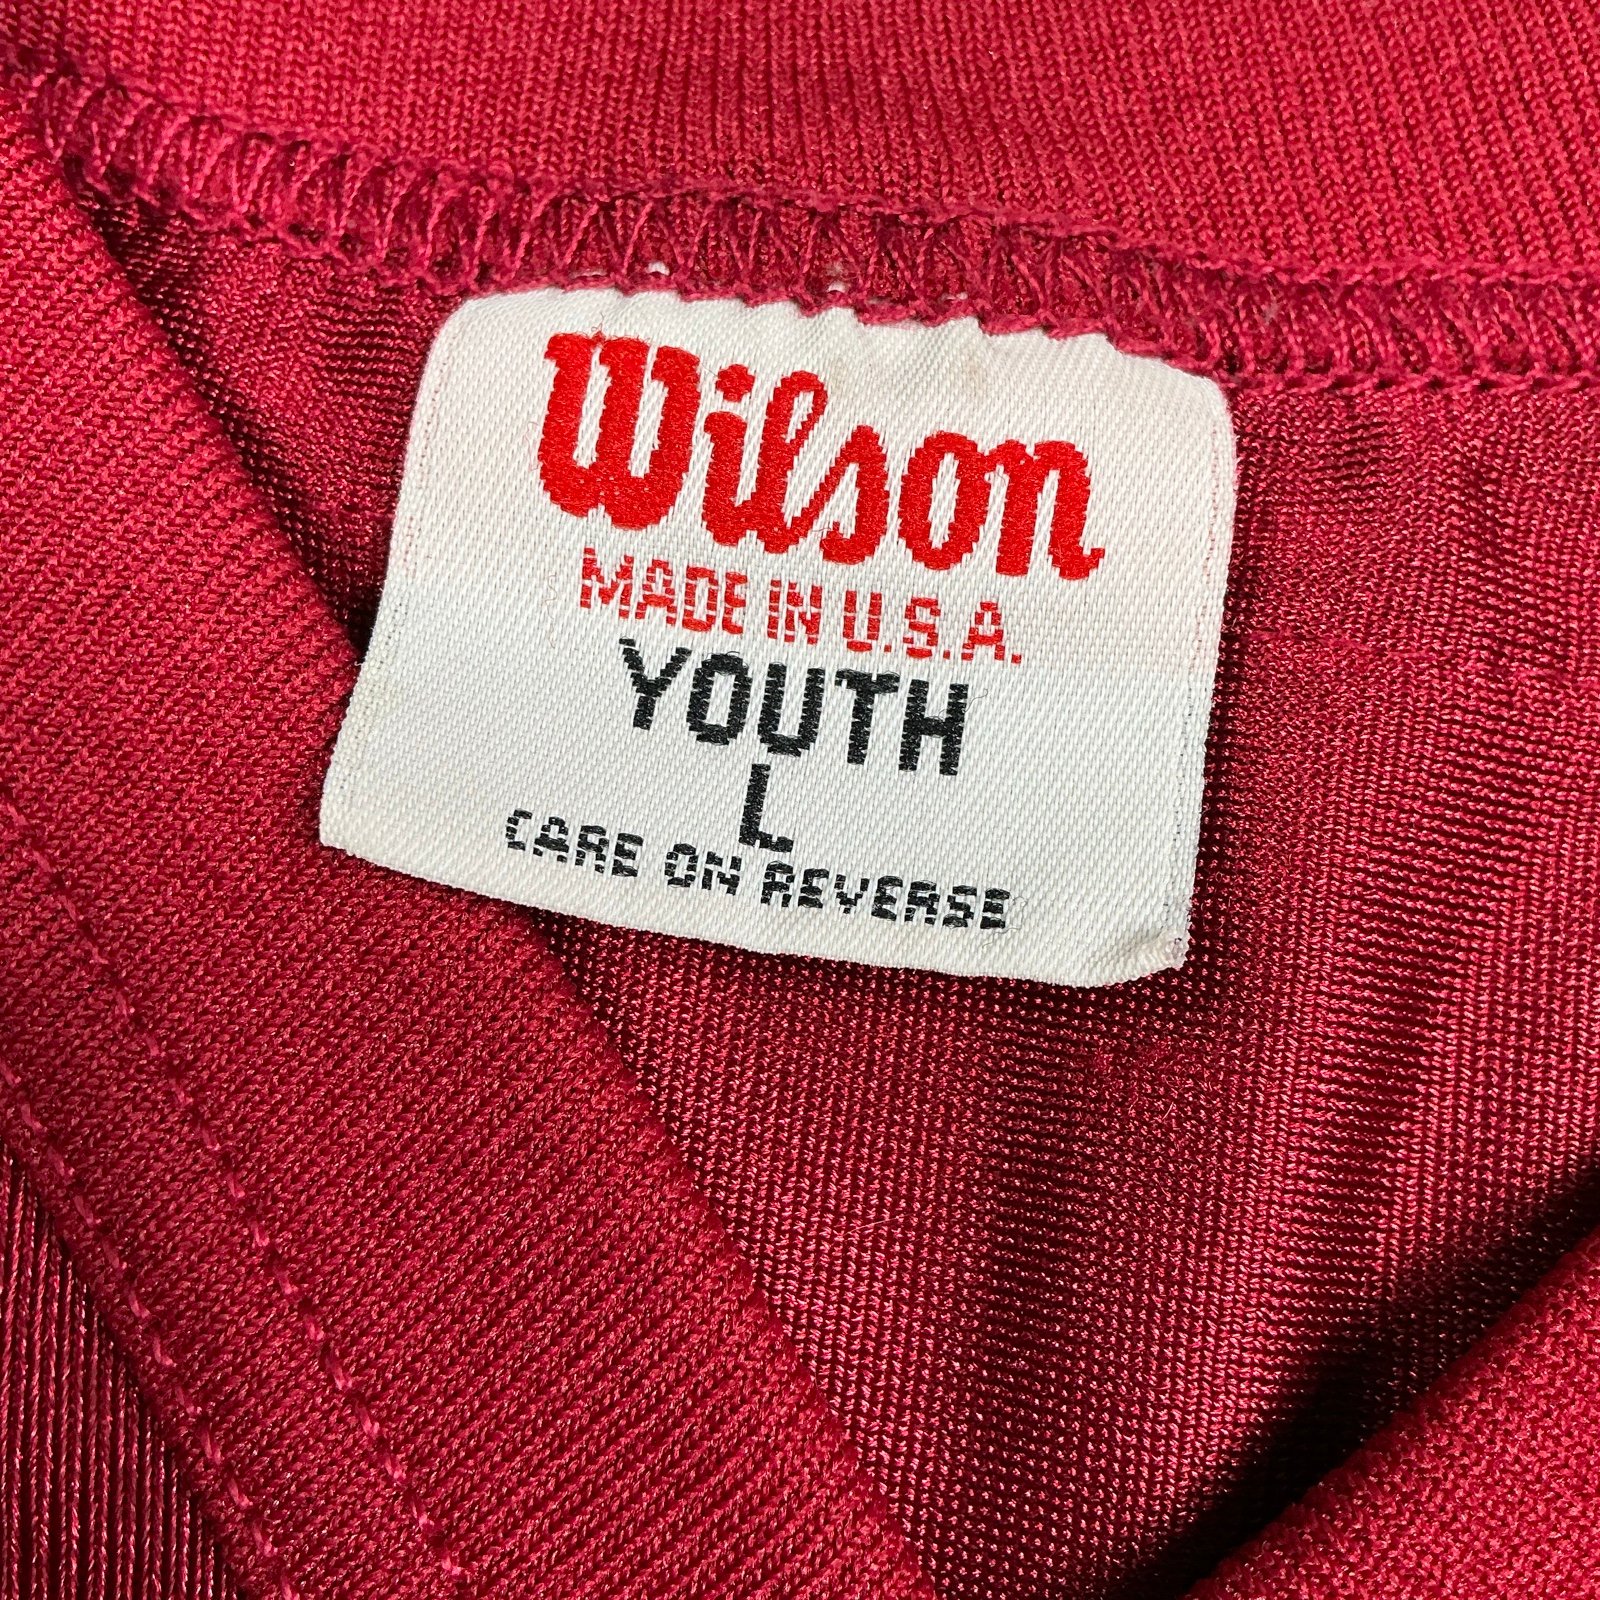 Wilson
MADE IN U.S.A.
YOUTH
L
CARE ON REVERSE